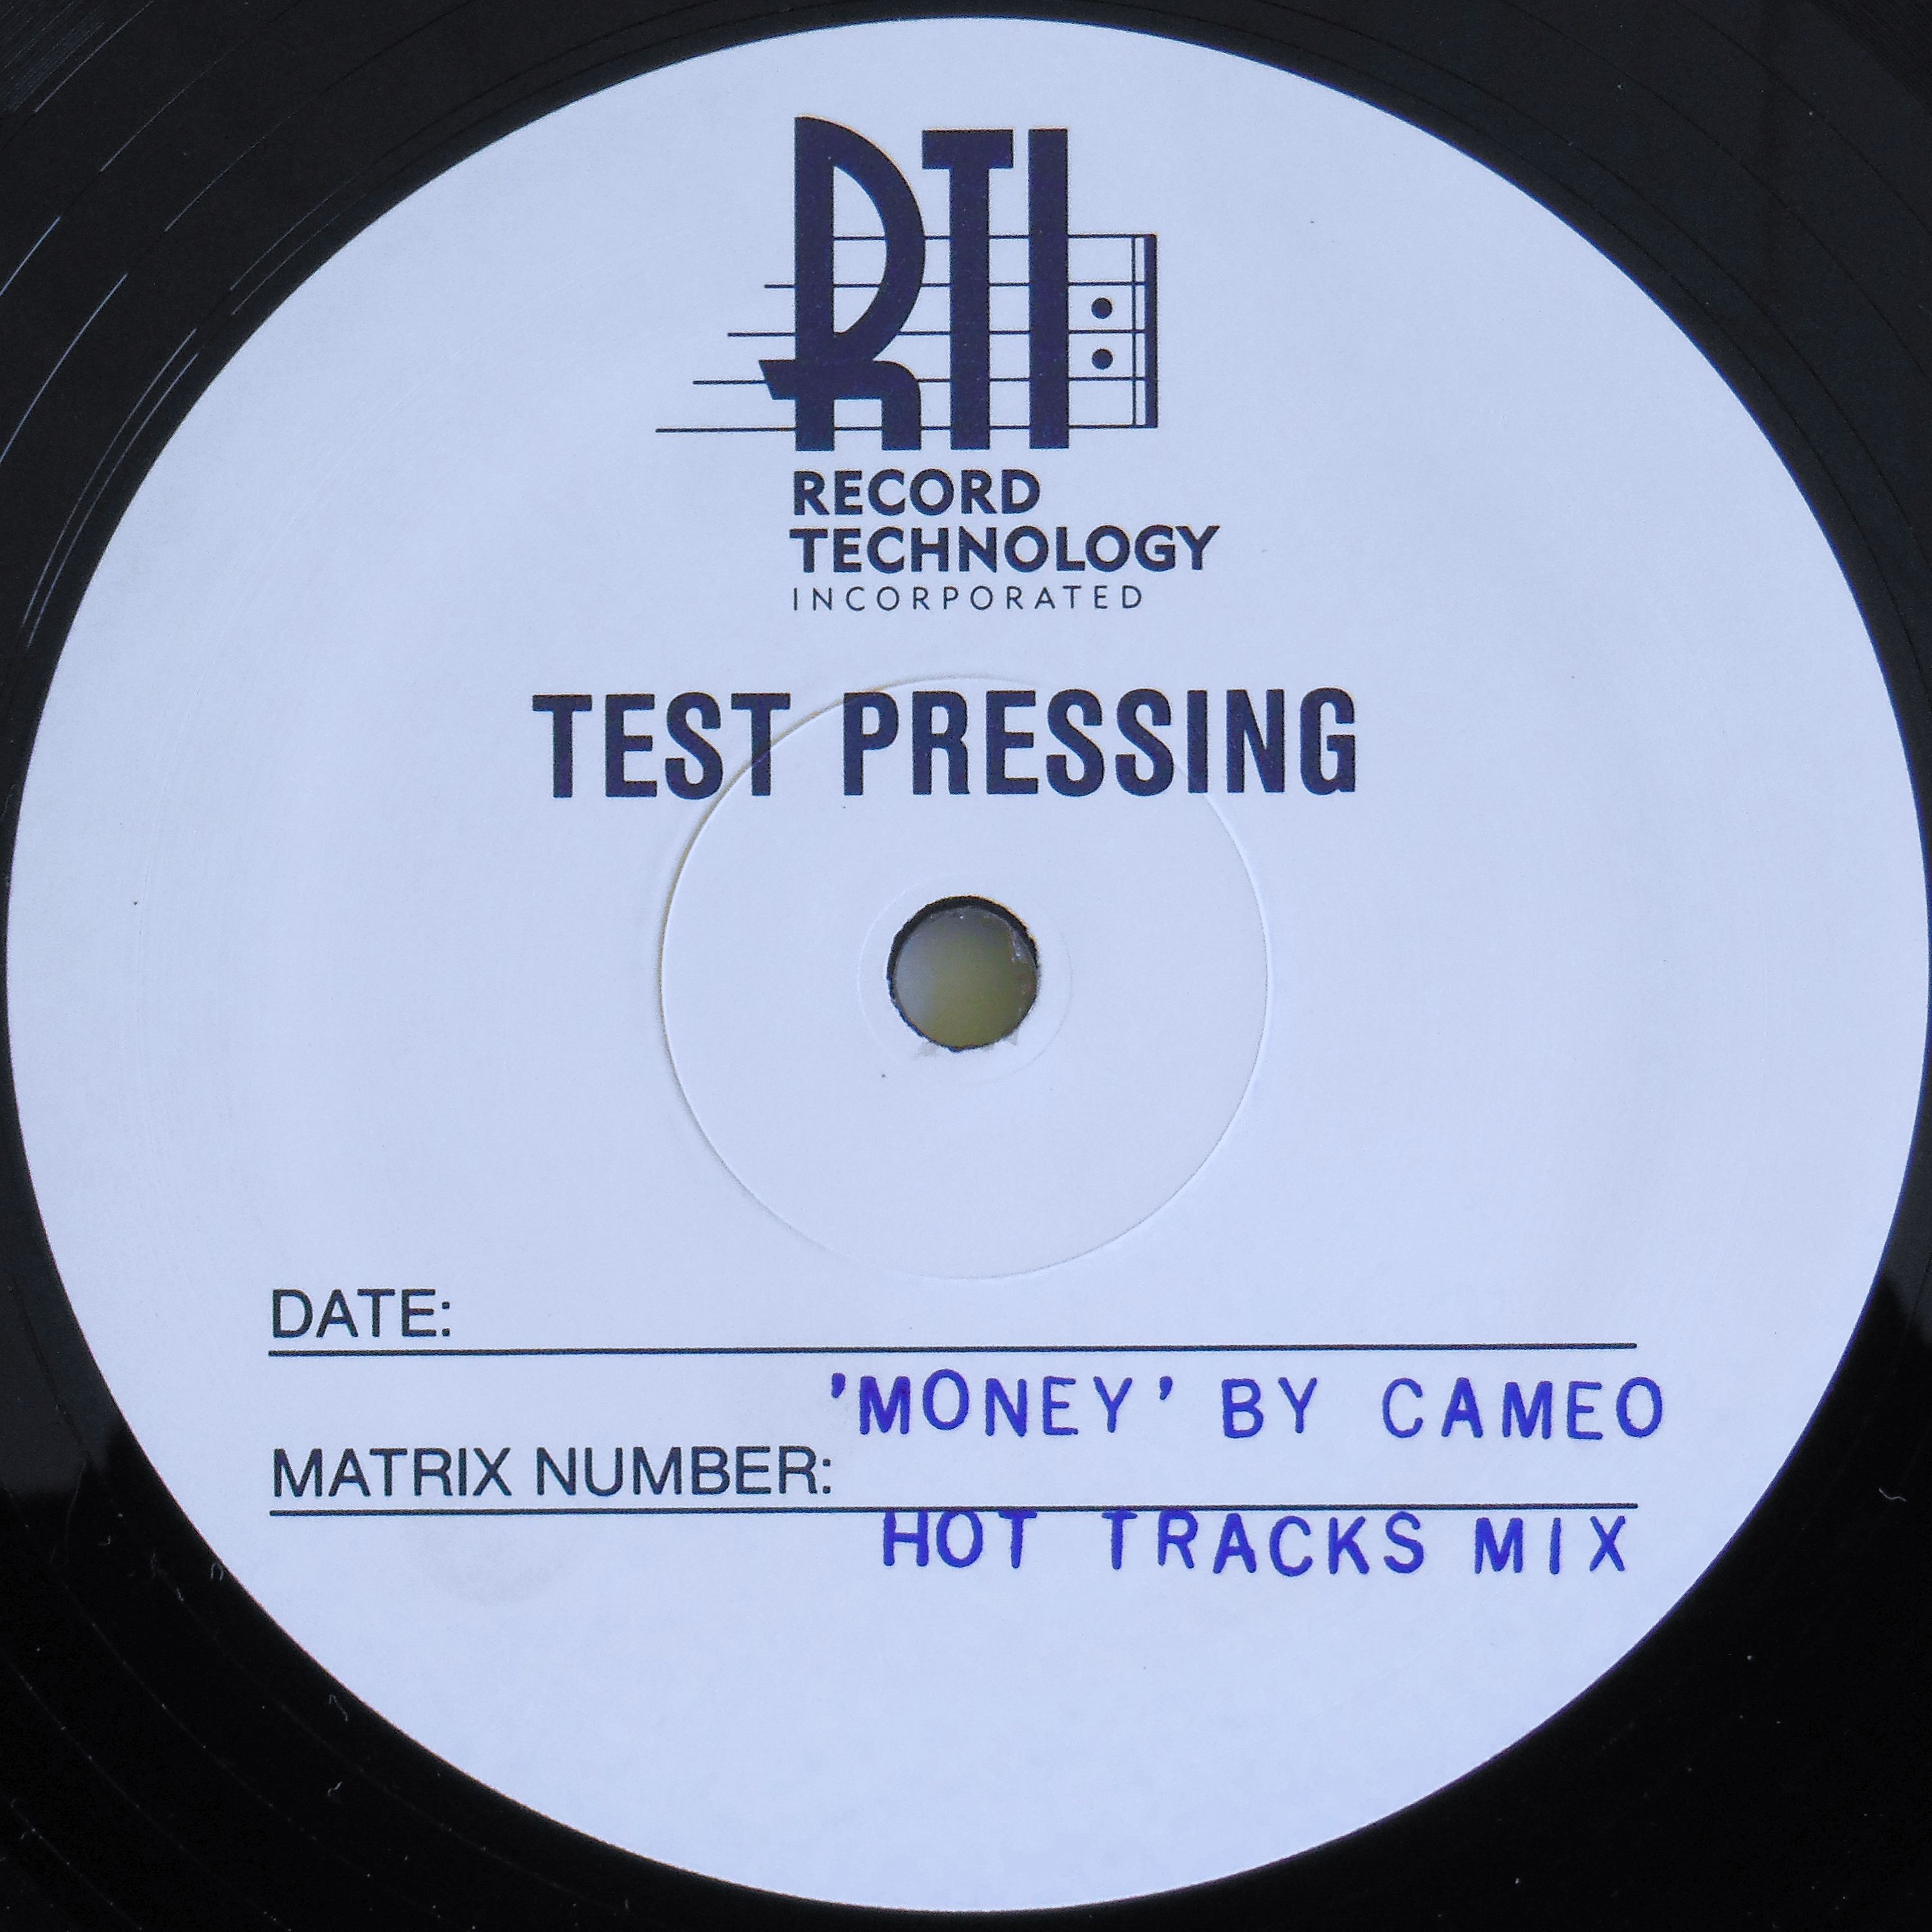 RTI
RECORD
TECHNOLOGY
INCORPORATED
TEST PRESSING
DATE:
'MONEY' BY CAMEO
MATRIX NUMBER:
HOT TRACKS MIX